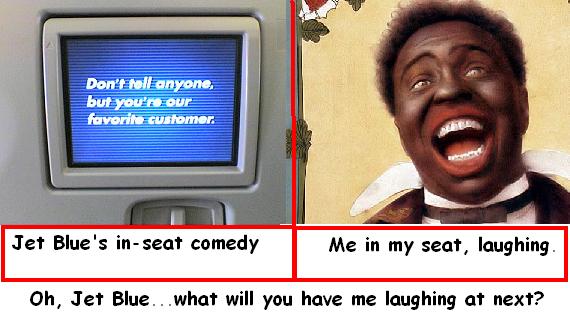 Don't tell anyone,
but you're our
favorite customer.
Jet Blue's in-seat comedy
Me in my seat, laughing.
Oh, Jet Blue...what will you have me laughing at next?